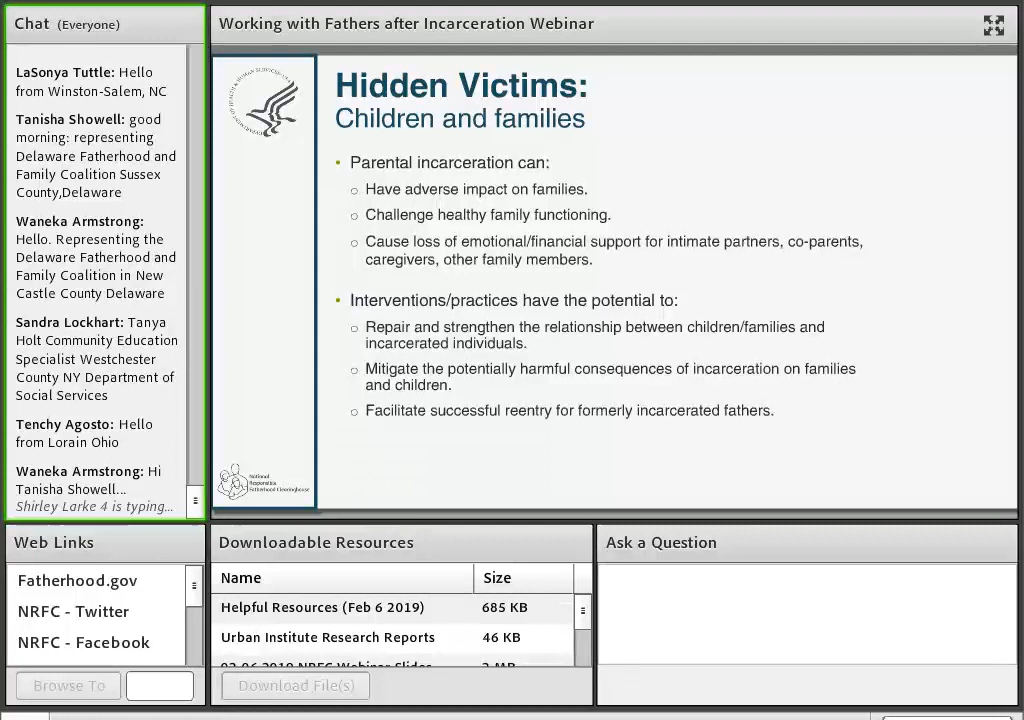 Chat (Everyone)
LaSonya Tuttle: Hello
from Winston-Salem, NC
Tanisha Showell: good
morning: representing
Delaware Fatherhood and
Family Coalition Sussex
County,Delaware
Waneka Armstrong:
Hello. Representing the
Delaware Fatherhood and
Family Coalition in New
Castle County Delaware
Sandra Lockhart: Tanya
Holt Community Education
Specialist Westchester
County NY Department of
Social Services
Tenchy Agosto: Hello
from Lorain Ohio
Waneka Armstrong: Hi
Tanisha Showell...
Shirley Larke 4 is typing...
Working with Fathers after Incarceration Webinar
Hidden Victims:
Children and families
• Parental incarceration can:
o Have adverse impact on families.
o Challenge healthy family functioning.
o Cause loss of emotional/financial support for intimate partners, co-parents,
caregivers, other family members.
• Interventions/practices have the potential to:
o Repair and strengthen the relationship between children/families and
incarcerated individuals.
o Mitigate the potentially harmful consequences of incarceration on families
and children.
o Facilitate successful reentry for formerly incarcerated fathers.
National
Responsible
Fatherhood Clearinghouse
Web Links
Fatherhood.gov
NRFC - Twitter
NRFC - Facebook
Browse To
Downloadable Resources
Name Size
Helpful Resources (Feb 6 2019) 685 KB
Urban Institute Research Reports 46 KB
Download File(s)
Ask a Question